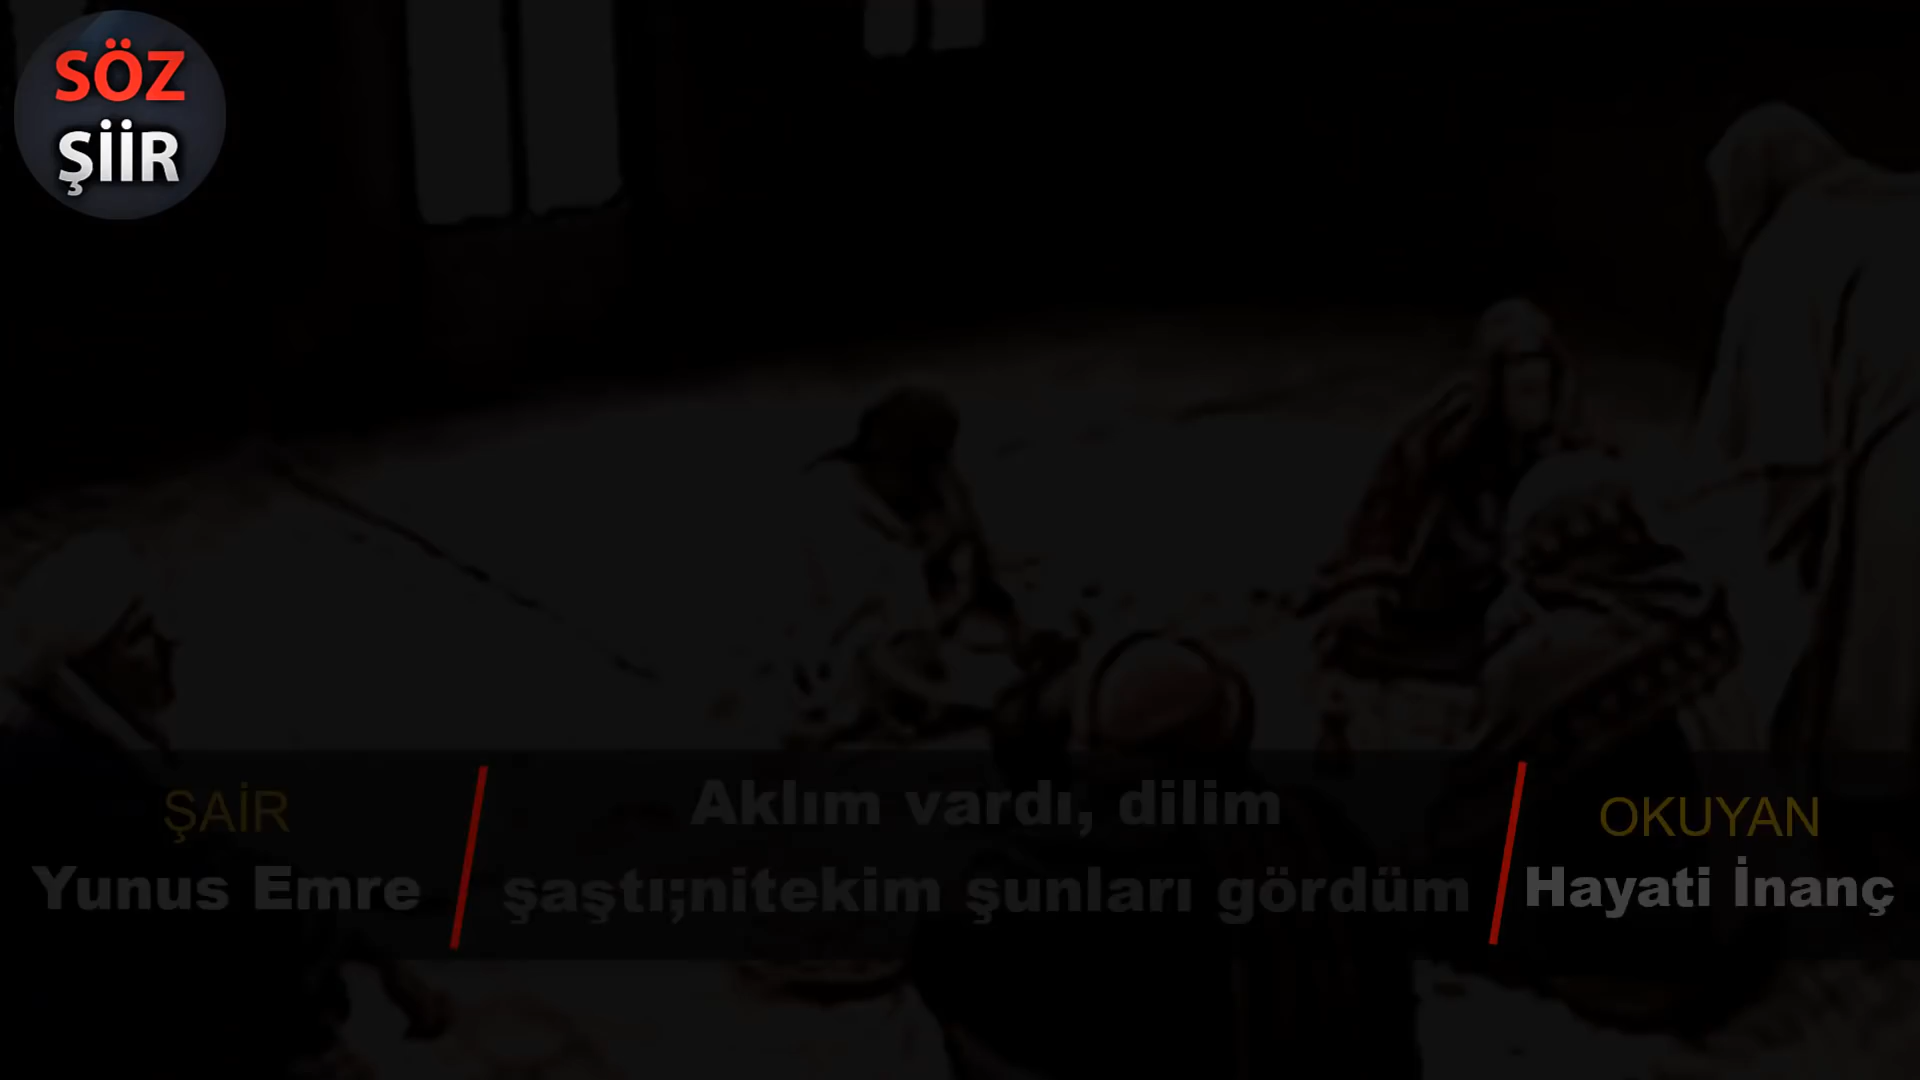 SÖZ
ŞİİR
ŞAİR
Yunus Emre
Aklım vardı, dilim
şaştı;nitekim şunları gördüm
OKUYAN
Hayati İnanç